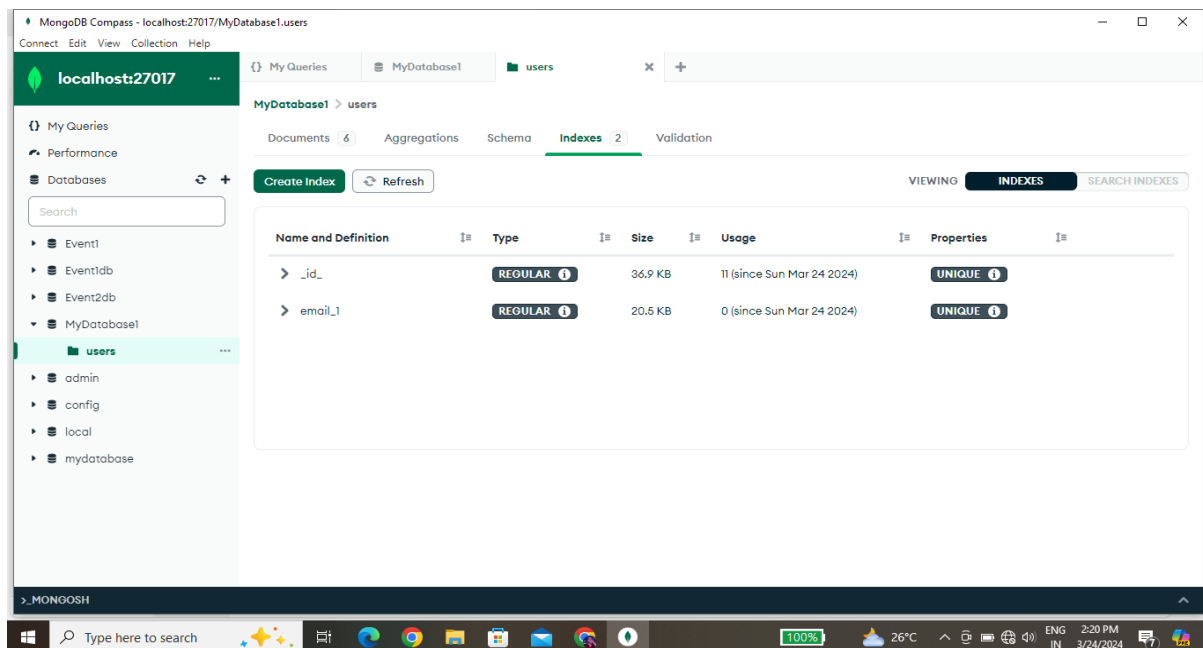 MongoDB Compass - localhost:27017/MyDatabase1.users
Connect Edit View Collection Help
localhost:27017 ...
{} My Queries MyDatabase1 users
MyDatabase1 > users
{} My Queries
Performance
Databases
Search
Event1
Event1db
Event2db
MyDatabase1
users ...
admin
config
local
mydatabase
Documents 6 Aggregations Schema Indexes 2 Validation
Create Index Refresh VIEWING INDEXES SEARCH INDEXES
Name and Definition Type Size Usage Properties
_id_ REGULAR 36.9 KB 11 (since Sun Mar 24 2024) UNIQUE
email_1 REGULAR 20.5 KB 0 (since Sun Mar 24 2024) UNIQUE
>_MONGOSH
Type here to search 100% 26°C ENG 2:20 PM
IN 3/24/2024 7
PRE